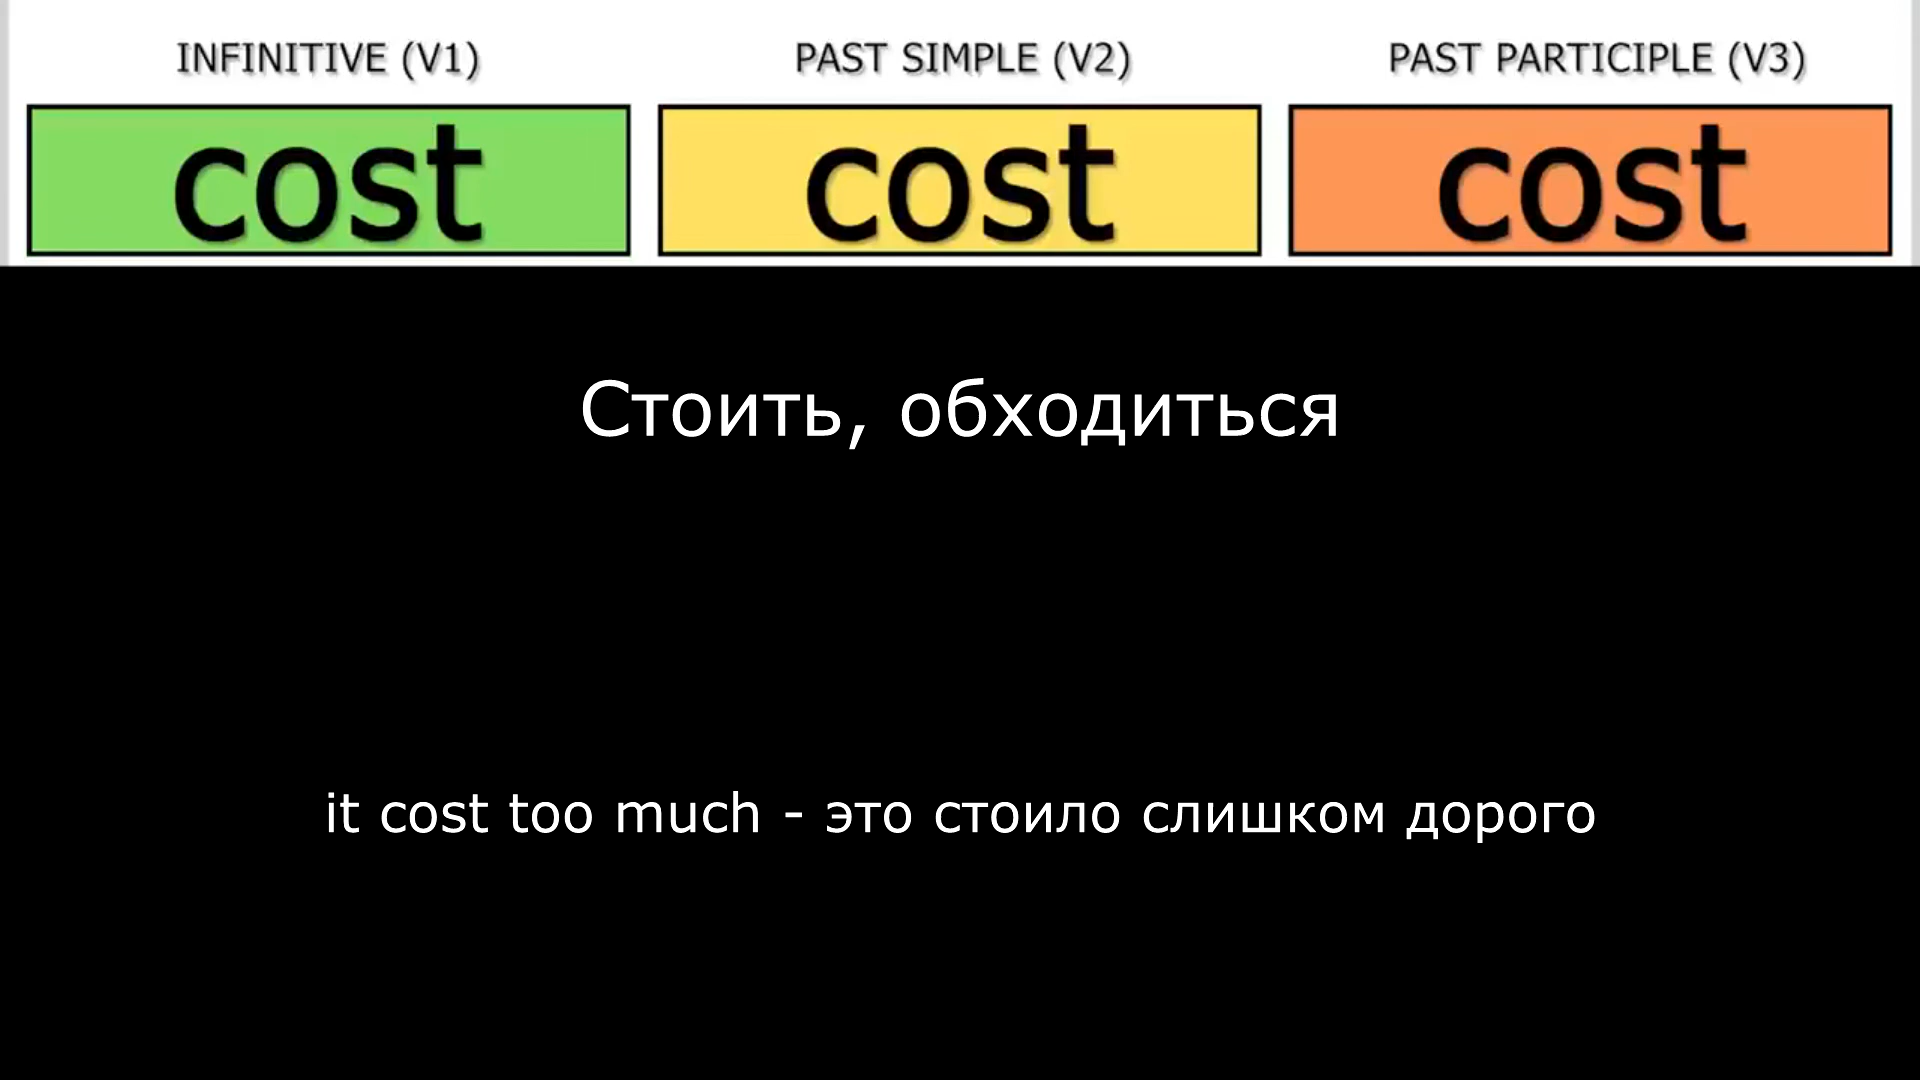 INFINITIVE (V1) PAST SIMPLE (V2) PAST PARTICIPLE (V3)
cost cost cost
Стоить, обходиться
it cost too much - это стоило слишком дорого